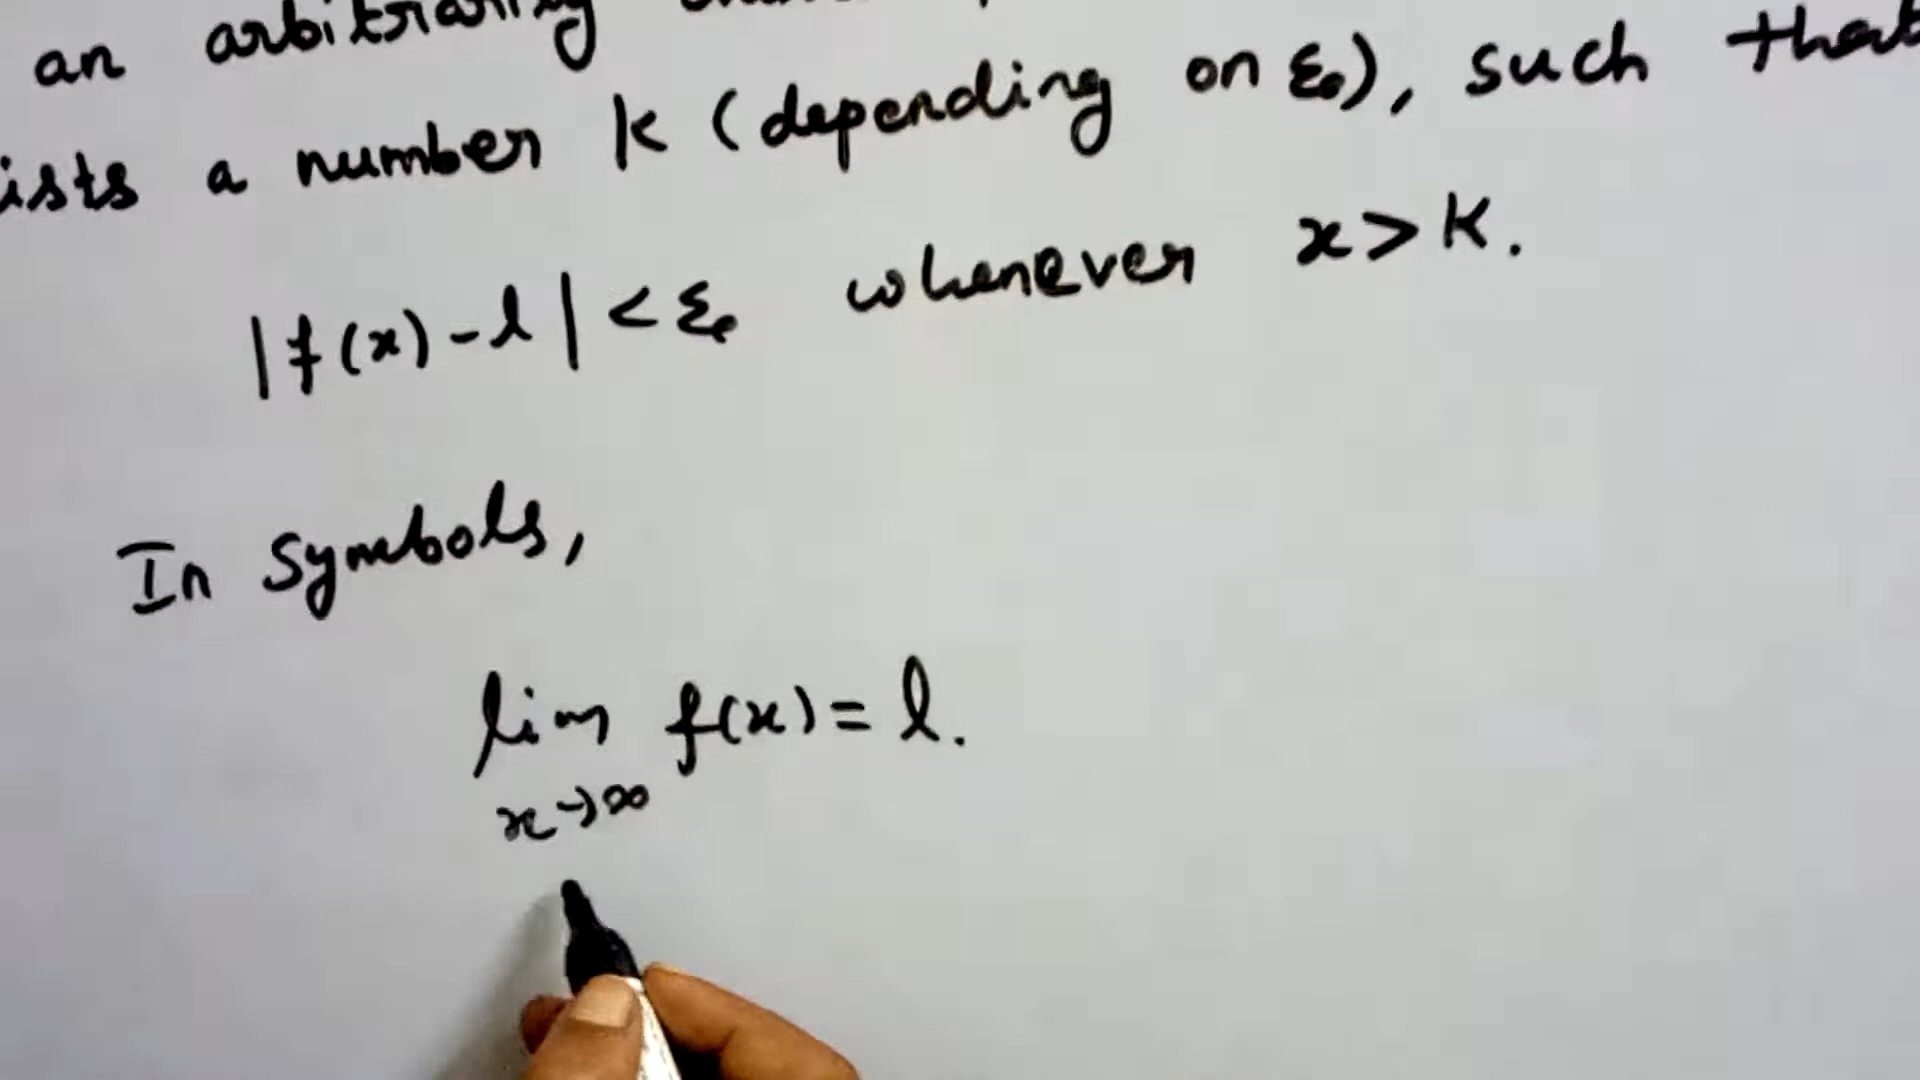 an arbitrarily
ists a number k (depending on ε₀), such that
|f(x)-l|<ε₀ whenever x>K.
In Symbols,
lim f(x)=l.
x→∞